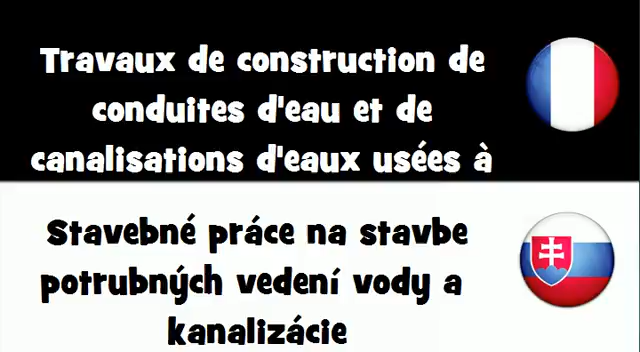 Travaux de construction de
conduites d'eau et de
canalisations d'eaux usées à
Stavebné práce na stavbe
potrubných vedení vody a
kanalizácie